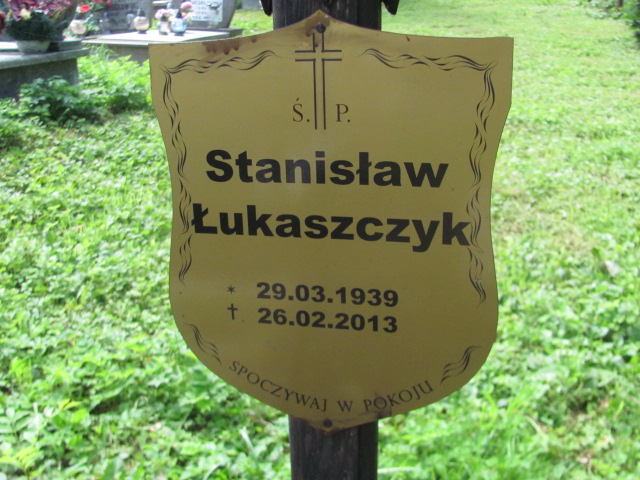 Ś. P.
Stanisław
Łukaszczyk
* 29.03.1939
† 26.02.2013
SPOCZYWAJ W POKOJU